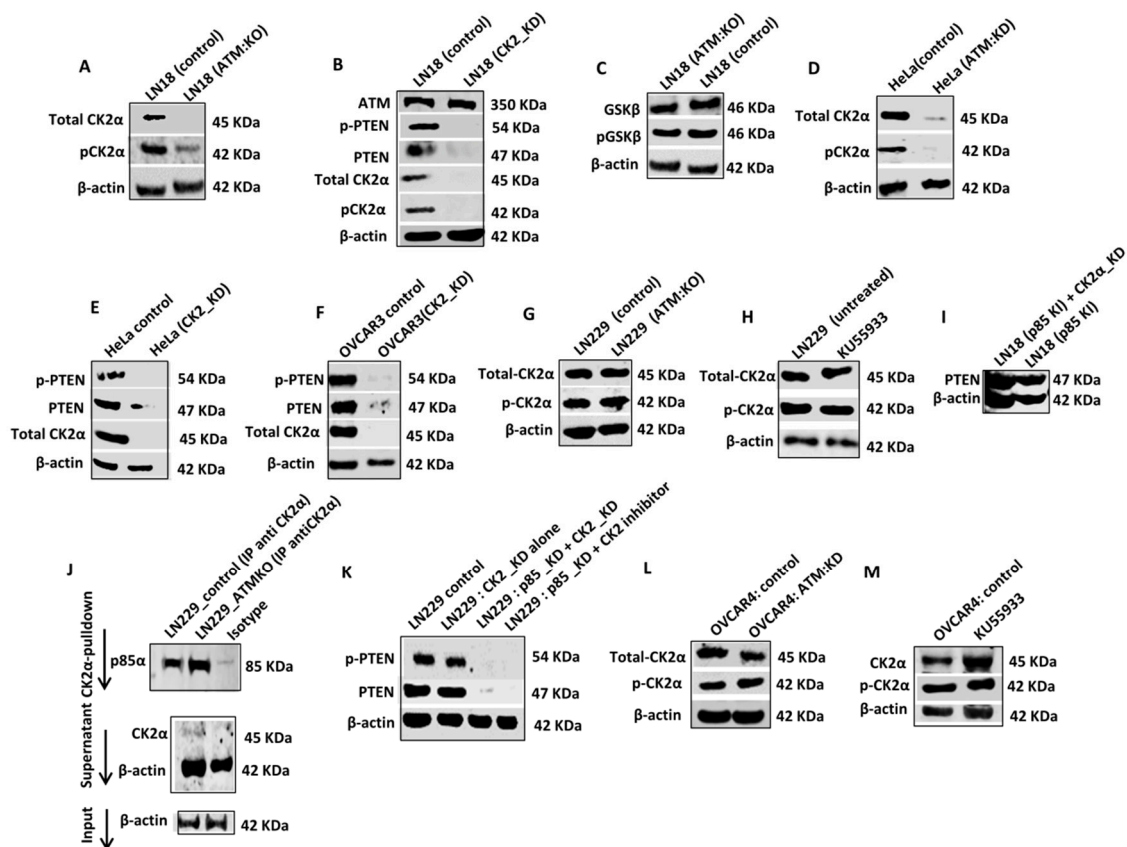 A
LN18 (control)
LN18 (ATM:KO)
Total CK2α 45 KDa
pCK2α 42 KDa
β-actin 42 KDa
B
LN18 (control)
LN18 (CK2_KD)
ATM 350 KDa
p-PTEN 54 KDa
PTEN 47 KDa
Total CK2α 45 KDa
pCK2α 42 KDa
β-actin 42 KDa
C
LN18 (ATM:KO)
LN18 (control)
GSKβ 46 KDa
pGSKβ 46 KDa
β-actin 42 KDa
D
HeLa(control)
HeLa (ATM:KD)
Total CK2α 45 KDa
pCK2α 42 KDa
β-actin 42 KDa
E
HeLa control
HeLa (CK2_KD)
p-PTEN 54 KDa
PTEN 47 KDa
Total CK2α 45 KDa
β-actin 42 KDa
F
OVCAR3 control
OVCAR3(CK2_KD)
p-PTEN 54 KDa
PTEN 47 KDa
Total CK2α 45 KDa
β-actin 42 KDa
G
LN229 (control)
LN229 (ATM:KO)
Total-CK2α 45 KDa
p-CK2α 42 KDa
β-actin 42 KDa
H
LN229 (untreated)
KU55933
Total-CK2α 45 KDa
p-CK2α 42 KDa
β-actin 42 KDa
I
LN18 (p85 KI) + CK2α_KD
LN18 (p85 KI)
PTEN 47 KDa
β-actin 42 KDa
J
LN229_control (IP anti CK2α)
LN229_ATMKO (IP antiCK2α)
Isotype
CK2α-pulldown
p85α 85 KDa
Supernatant
CK2α 45 KDa
β-actin 42 KDa
Input
β-actin 42 KDa
K
LN229 control
LN229 : CK2_KD alone
LN229 : p85_KD + CK2_KD
LN229 : p85_KD + CK2 inhibitor
p-PTEN 54 KDa
PTEN 47 KDa
β-actin 42 KDa
L
OVCAR4: control
OVCAR4: ATM:KD
Total-CK2α 45 KDa
p-CK2α 42 KDa
β-actin 42 KDa
M
OVCAR4: control
KU55933
CK2α 45 KDa
p-CK2α 42 KDa
β-actin 42 KDa